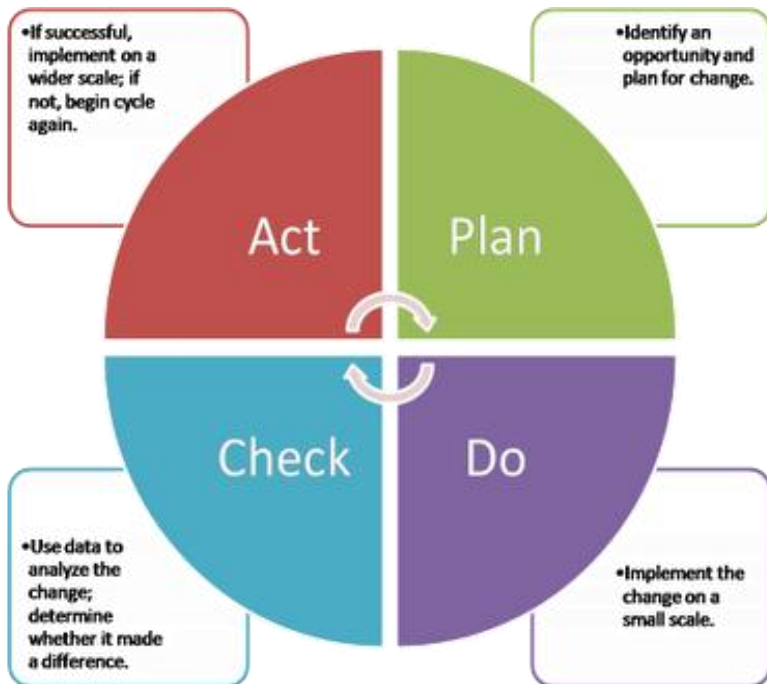 •If successful,
implement on a
wider scale; if
not, begin cycle
again.
•Identify an
opportunity and
plan for change.
Act
Plan
Check
Do
•Use data to
analyze the
change;
determine
whether it made
a difference.
•Implement the
change on a
small scale.